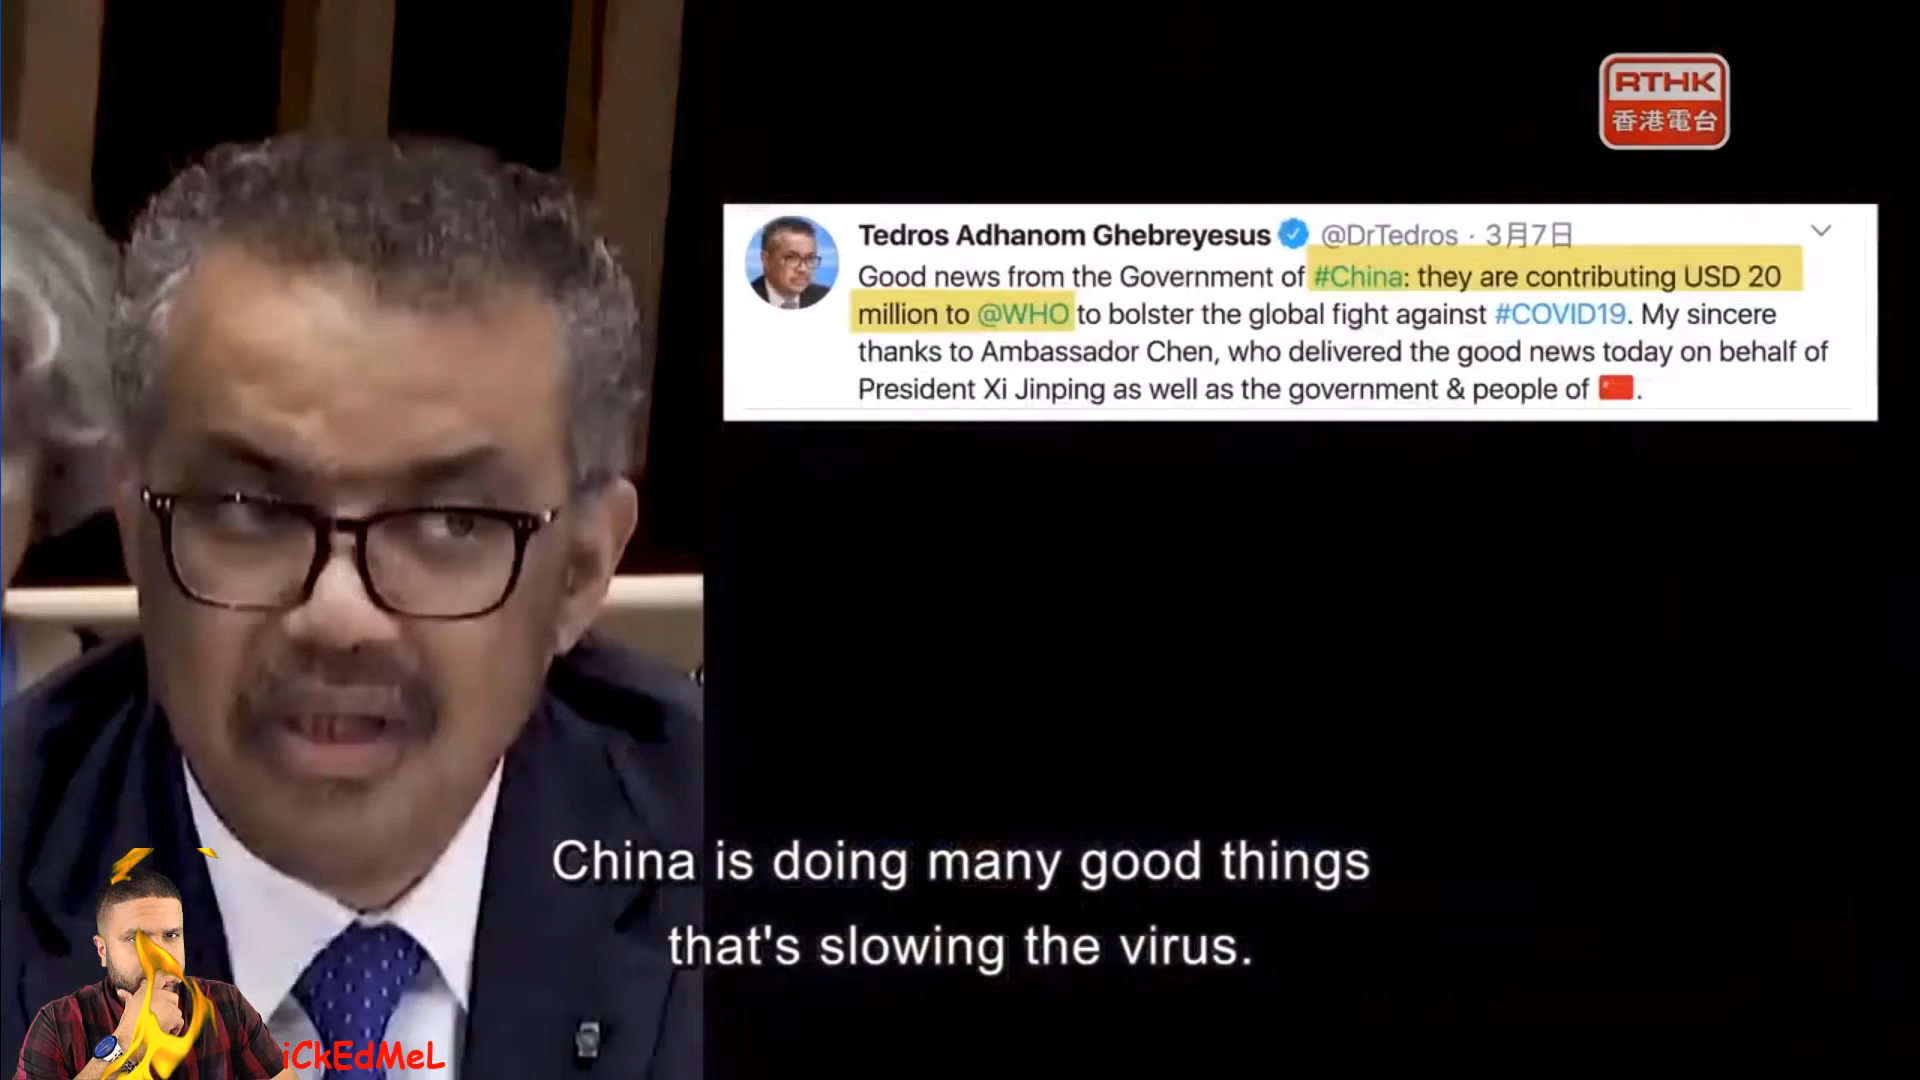 RTHK
香港電台
Tedros Adhanom Ghebreyesus @DrTedros · 3月7日
Good news from the Government of #China: they are contributing USD 20
million to @WHO to bolster the global fight against #COVID19. My sincere
thanks to Ambassador Chen, who delivered the good news today on behalf of
President Xi Jinping as well as the government & people of 🇨🇳.
China is doing many good things
that's slowing the virus.
iCkEdMeL